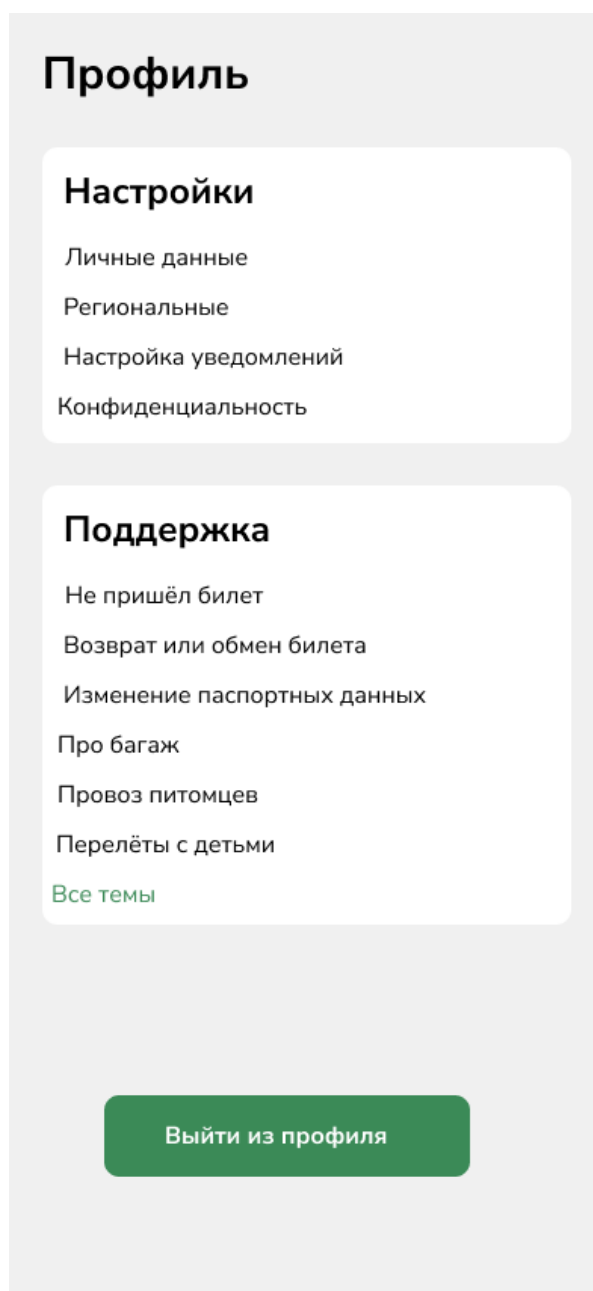 Профиль
Настройки
Личные данные
Региональные
Настройка уведомлений
Конфиденциальность
Поддержка
Не пришёл билет
Возврат или обмен билета
Изменение паспортных данных
Про багаж
Провоз питомцев
Перелёты с детьми
Все темы
Выйти из профиля